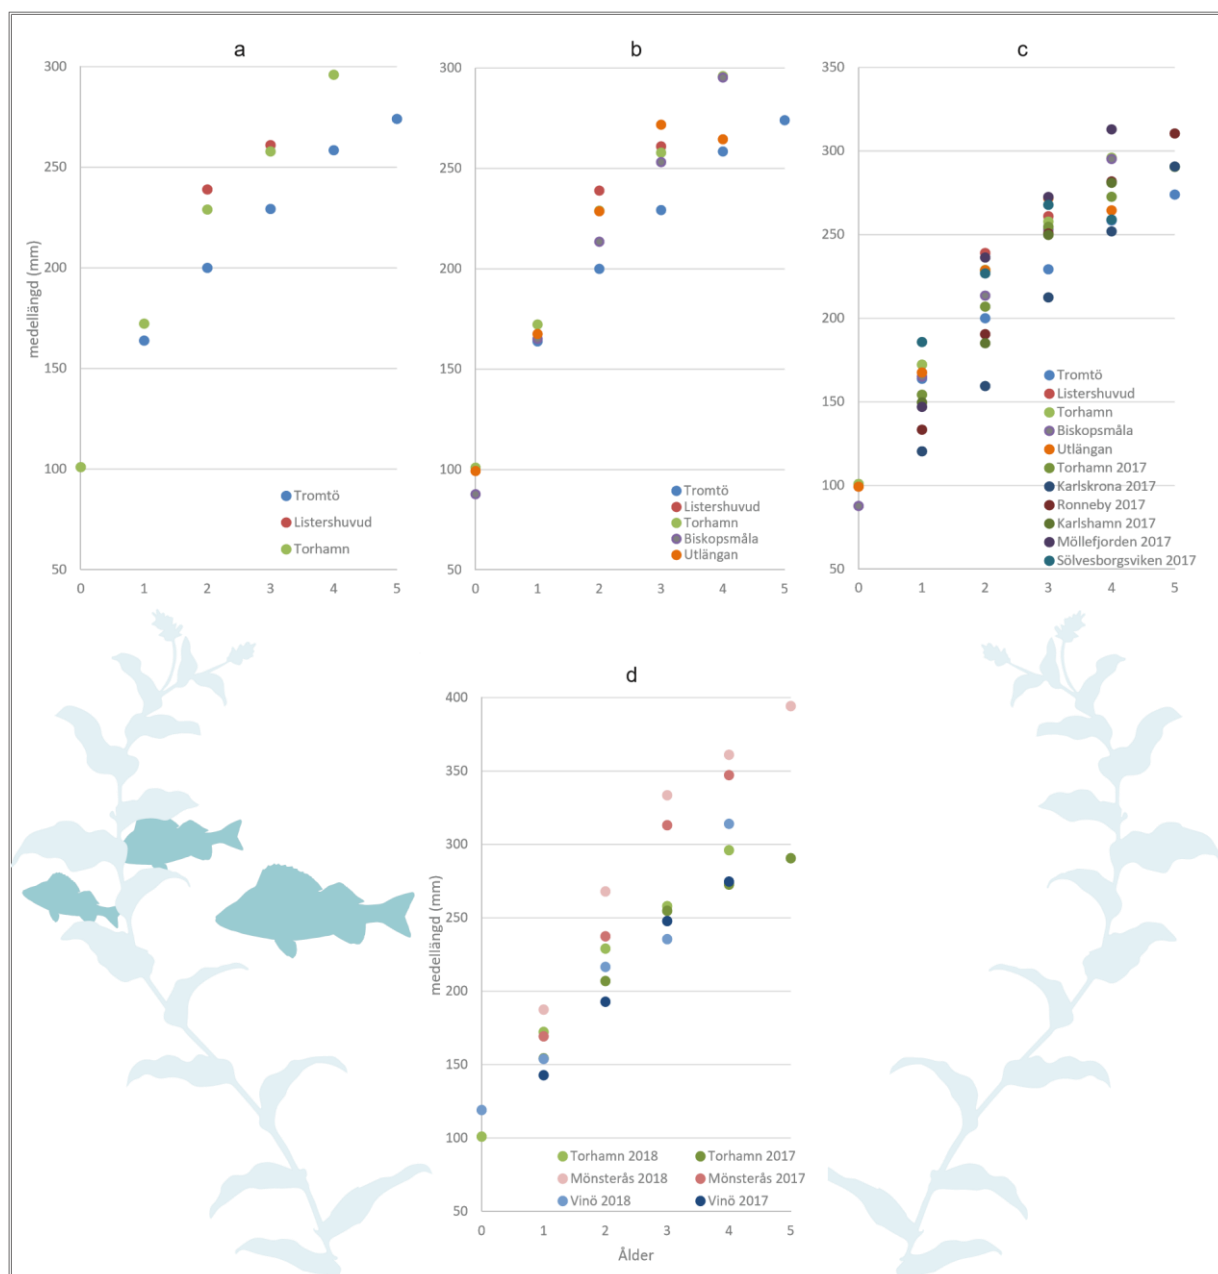 a
300
250
200
150
100
50
medellängd (mm)
0 1 2 3 4 5
Tromtö
Listershuvud
Torhamn
b
300
250
200
150
100
50
0 1 2 3 4 5
Tromtö
Listershuvud
Torhamn
Biskopsmåla
Utlängan
c
350
300
250
200
150
100
50
0 1 2 3 4 5
Tromtö
Listershuvud
Torhamn
Biskopsmåla
Utlängan
Torhamn 2017
Karlskrona 2017
Ronneby 2017
Karlshamn 2017
Möllefjorden 2017
Sölvesborgsviken 2017
d
400
350
300
250
200
150
100
50
medellängd (mm)
0 1 2 3 4 5
Ålder
Torhamn 2018 Torhamn 2017
Mönsterås 2018 Mönsterås 2017
Vinö 2018 Vinö 2017